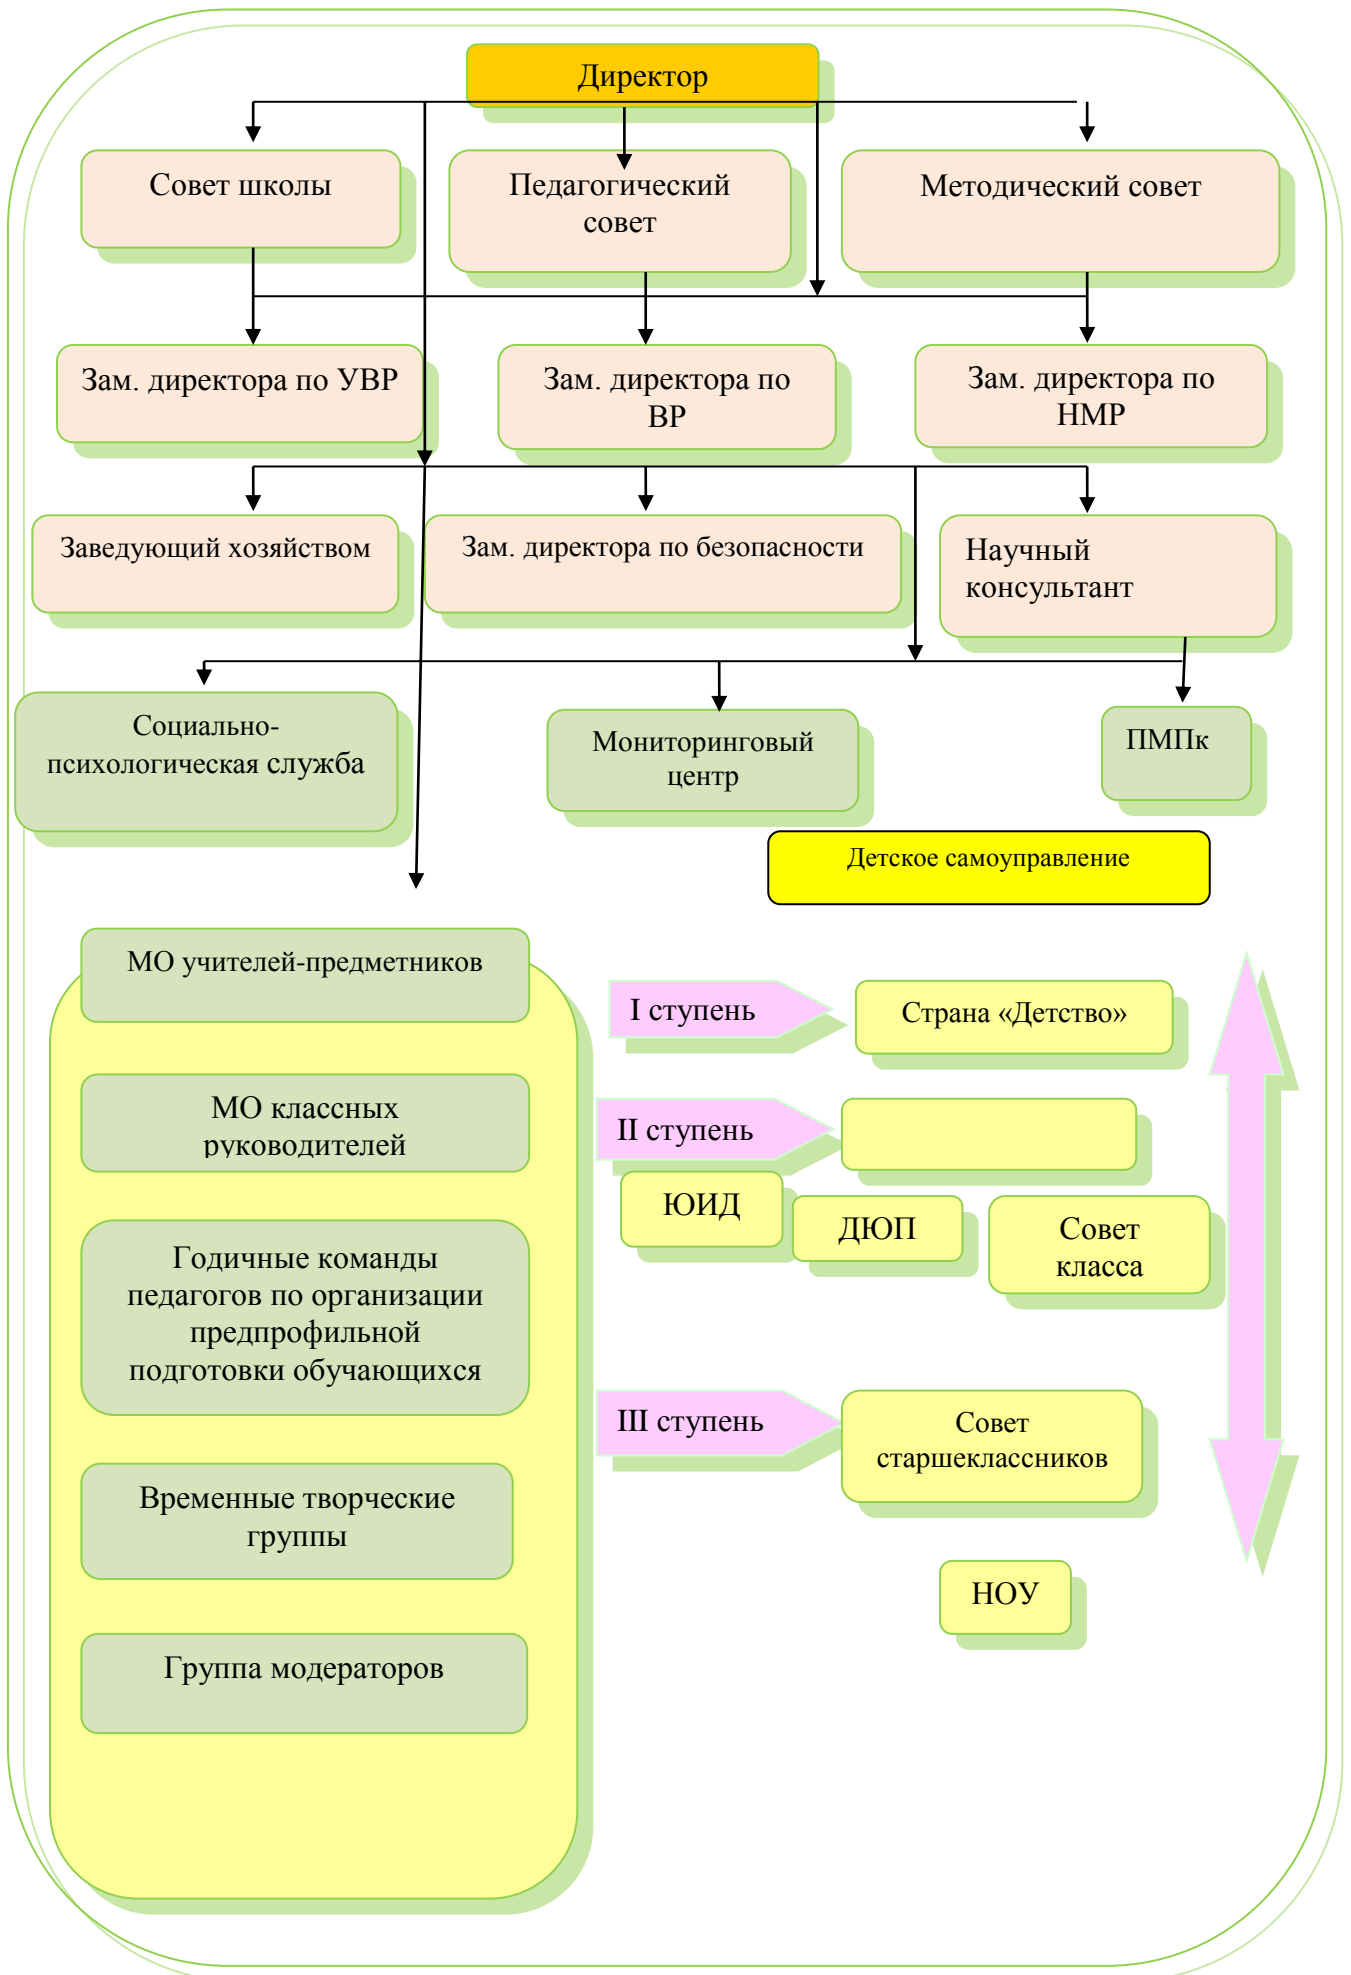 Директор
Совет школы
Педагогический
совет
Методический совет
Зам. директора по УВР
Зам. директора по
ВР
Зам. директора по
НМР
Заведующий хозяйством
Зам. директора по безопасности
Научный
консультант
Социально-
психологическая служба
Мониторинговый
центр
ПМПк
Детское самоуправление
МО учителей-предметников
МО классных
руководителей
Годичные команды
педагогов по организации
предпрофильной
подготовки обучающихся
Временные творческие
группы
Группа модераторов
I ступень
Страна «Детство»
II ступень
ЮИД
ДЮП
Совет
класса
III ступень
Совет
старшеклассников
НОУ